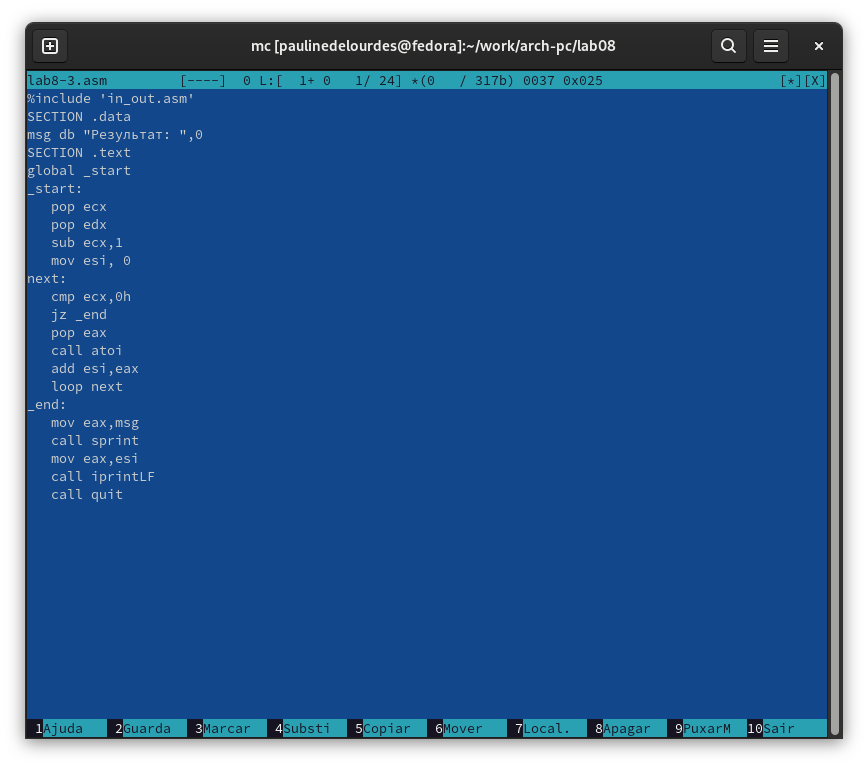 mc [paulinedelourdes@fedora]:~/work/arch-pc/lab08
lab8-3.asm         [----]  0 L:[  1+ 0   1/ 24] *(0   / 317b) 0037 0x025                      [*][X]
%include 'in_out.asm'
SECTION .data
msg db "Результат: ",0
SECTION .text
global _start
_start:
   pop ecx
   pop edx
   sub ecx,1
   mov esi, 0
next:
   cmp ecx,0h
   jz _end
   pop eax
   call atoi
   add esi,eax
   loop next
_end:
   mov eax,msg
   call sprint
   mov eax,esi
   call iprintLF
   call quit
1Ajuda   2Guarda  3Marcar  4Substi  5Copiar  6Mover   7Local.  8Apagar  9PuxarM  10Sair